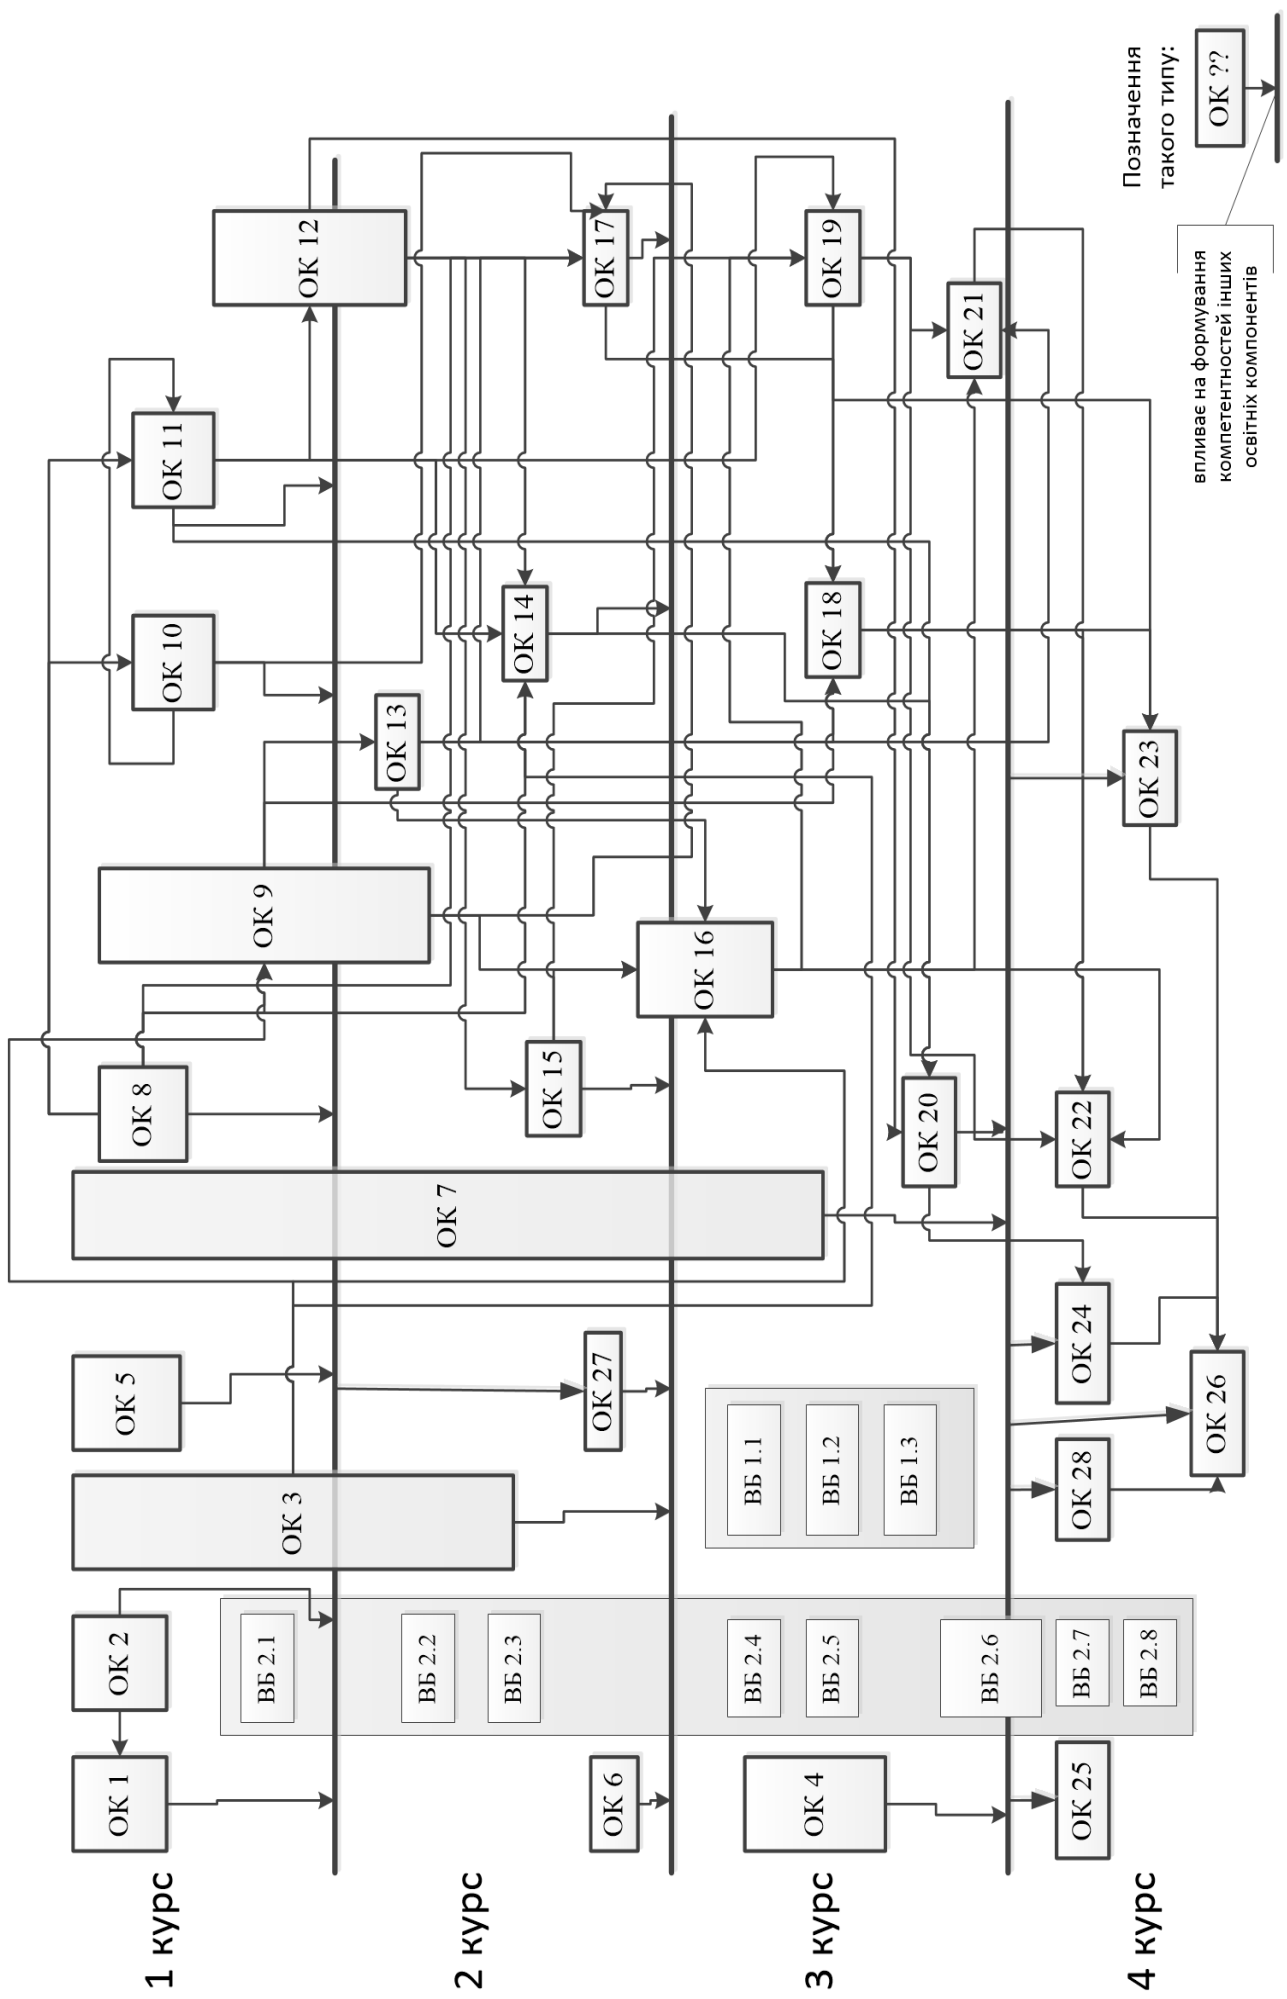 1 курс
ОК 1
ОК 2
ОК 3
ОК 5
ОК 7
ОК 8
ОК 9
ОК 10
ОК 11
ОК 12
ВБ 2.1
2 курс
ОК 6
ВБ 2.2
ВБ 2.3
ОК 27
ОК 15
ОК 13
ОК 14
ОК 17
3 курс
ОК 4
ВБ 2.4
ВБ 2.5
ВБ 2.6
ВБ 1.1
ВБ 1.2
ВБ 1.3
ОК 16
ОК 20
ОК 18
ОК 19
ОК 21
4 курс
ОК 25
ВБ 2.7
ВБ 2.8
ОК 28
ОК 26
ОК 24
ОК 22
ОК 23
Позначення
такого типу:
ОК ??
впливає на формування
компетентностей інших
освітніх компонентів